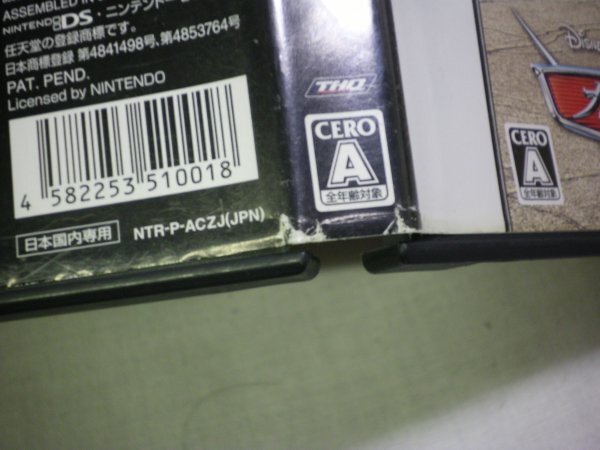 ASSEMBLED IN
NINTENDO DS・ニンテンドー
任天堂の登録商標です。
日本商標登録 第4841498号、第4853764号
PAT. PEND.
Licensed by NINTENDO
4 582253 510018
日本国内専用
NTR-P-ACZJ(JPN)
THQ
CERO
A
全年齢対象
Disney
CERO
A
全年齢対象